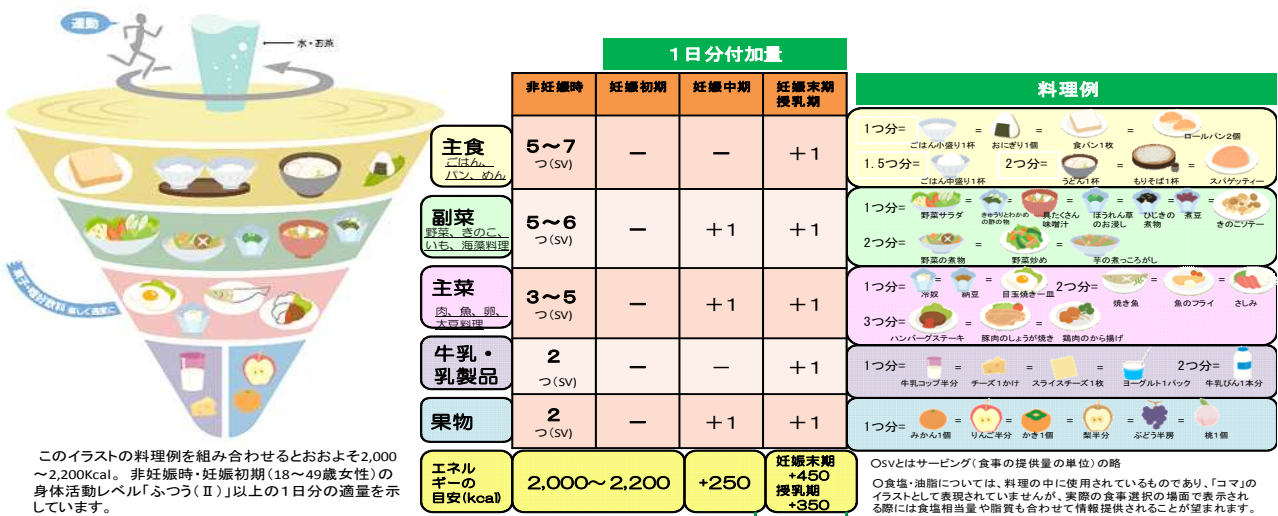 運動
水・お茶
菓子・嗜好飲料 楽しく適度に
このイラストの料理例を組み合わせるとおおよそ2,000
～2,200Kcal。 非妊娠時・妊娠初期（18～49歳女性）の
身体活動レベル「ふつう（Ⅱ）」以上の1日分の適量を示
しています。
1日分付加量
非妊娠時 妊娠初期 妊娠中期 妊娠末期
授乳期
主食
ごはん、
パン、めん
5～7
つ(SV)
－ － ＋1
副菜
野菜、きのこ、
いも、海藻料理
5～6
つ(SV)
－ ＋1 ＋1
主菜
肉、魚、卵、
大豆料理
3～5
つ(SV)
－ ＋1 ＋1
牛乳・
乳製品
2
つ(SV)
－ － ＋1
果物
2
つ(SV)
－ ＋1 ＋1
エネル
ギーの
目安(kcal)
2,000～2,200 +250
妊娠末期
+450
授乳期
+350
料理例
1つ分= = = =
ごはん小盛り1杯 おにぎり1個 食パン1枚 ロールパン2個
1.5つ分= 2つ分= = =
ごはん中盛り1杯 うどん1杯 もりそば1杯 スパゲッティー
1つ分= = = = = = =
野菜サラダ きゅうりとわかめ
の酢の物 具たくさん
味噌汁 ほうれん草
のお浸し ひじきの
煮物 煮豆 きのこソテー
2つ分= = =
野菜の煮物 野菜炒め 芋の煮っころがし
1つ分= = = 2つ分= = =
冷奴 納豆 目玉焼き一皿 焼き魚 魚のフライ さしみ
3つ分= = =
ハンバーグステーキ 豚肉のしょうが焼き 鶏肉のから揚げ
1つ分= = = = 2つ分=
牛乳コップ半分 チーズ1かけ スライスチーズ1枚 ヨーグルト1パック 牛乳びん1本分
1つ分= = = = = =
みかん1個 りんご半分 かき1個 梨半分 ぶどう半房 桃1個
○SVとはサービング（食事の提供量の単位）の略
○食塩・油脂については、料理の中に使用されているものであり、「コマ」の
イラストとして表現されていませんが、実際の食事選択の場面で表示され
る際には食塩相当量や脂質も合わせて情報提供されることが望まれます。